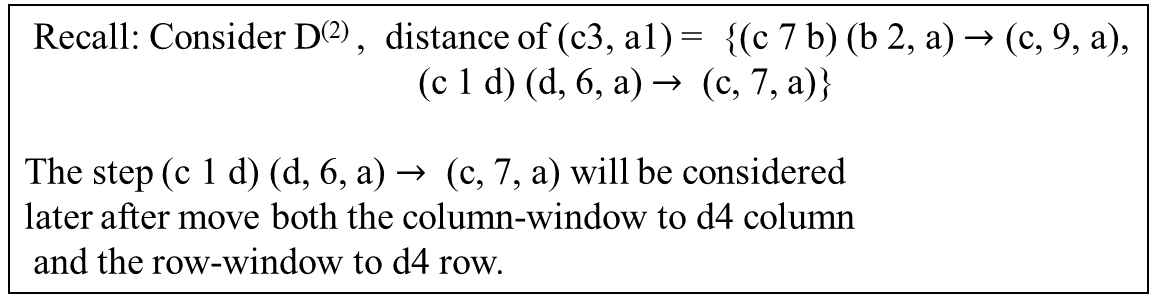 Recall: Consider D(2) , distance of (c3, a1) = {(c 7 b) (b 2, a) → (c, 9, a),
(c 1 d) (d, 6, a) → (c, 7, a)}
The step (c 1 d) (d, 6, a) → (c, 7, a) will be considered
later after move both the column-window to d4 column
and the row-window to d4 row.